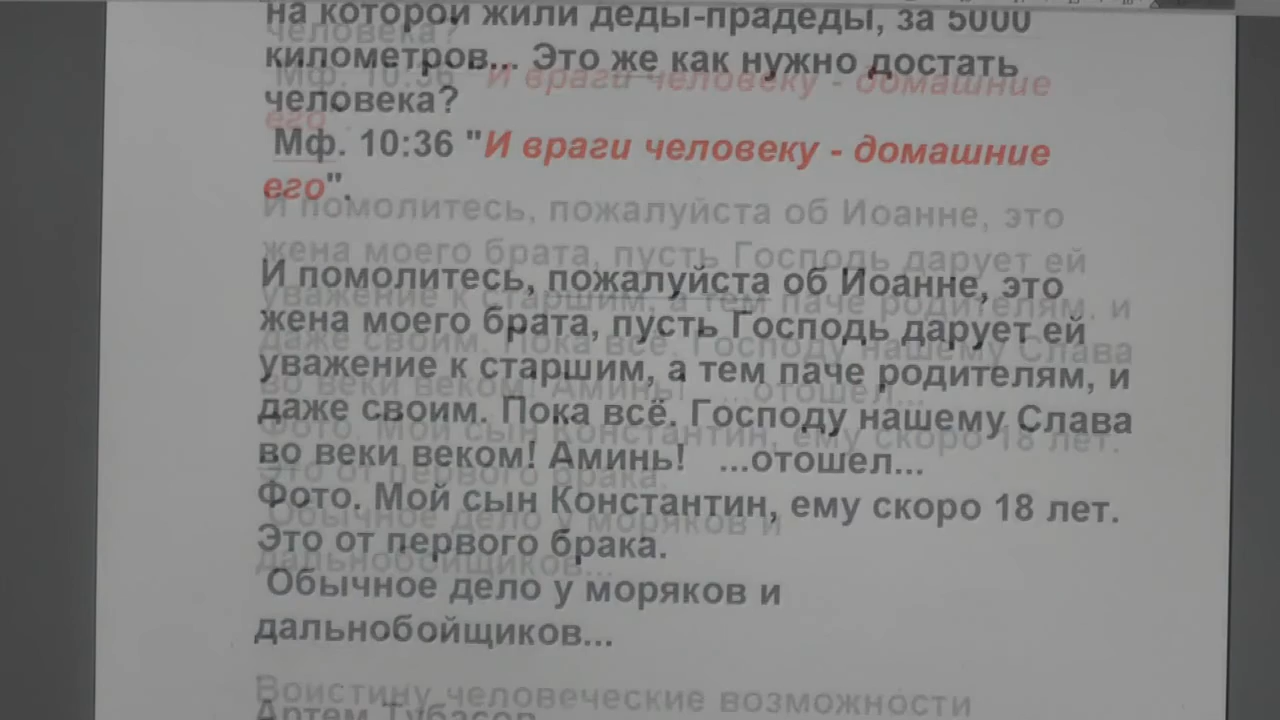 на которой жили деды-прадеды, за 5000
километров... Это же как нужно достать
человека?
Мф. 10:36 "И враги человеку - домашние
его".
И помолитесь, пожалуйста об Иоанне, это
жена моего брата, пусть Господь дарует ей
уважение к старшим, а тем паче родителям, и
даже своим. Пока всё. Господу нашему Слава
во веки веком! Аминь! ...отошел...
Фото. Мой сын Константин, ему скоро 18 лет.
Это от первого брака.
Обычное дело у моряков и
дальнобойщиков...
Воистину человеческие возможности
Артем Тубасов